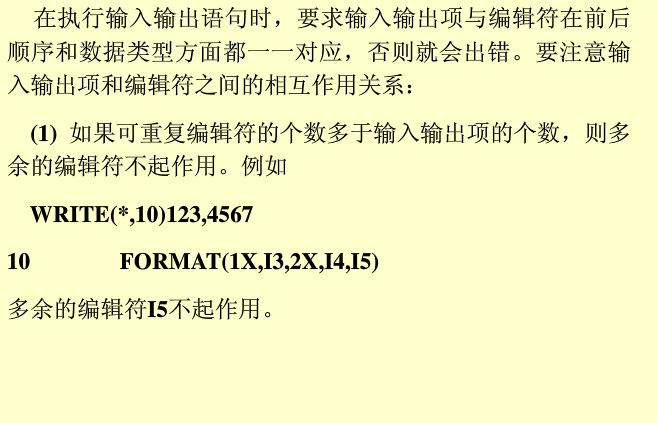 在执行输入输出语句时，要求输入输出项与编辑符在前后
顺序和数据类型方面都一一对应，否则就会出错。要注意输
入输出项和编辑符之间的相互作用关系：
(1) 如果可重复编辑符的个数多于输入输出项的个数，则多
余的编辑符不起作用。例如
WRITE(*,10)123,4567
10 FORMAT(1X,I3,2X,I4,I5)
多余的编辑符I5不起作用。